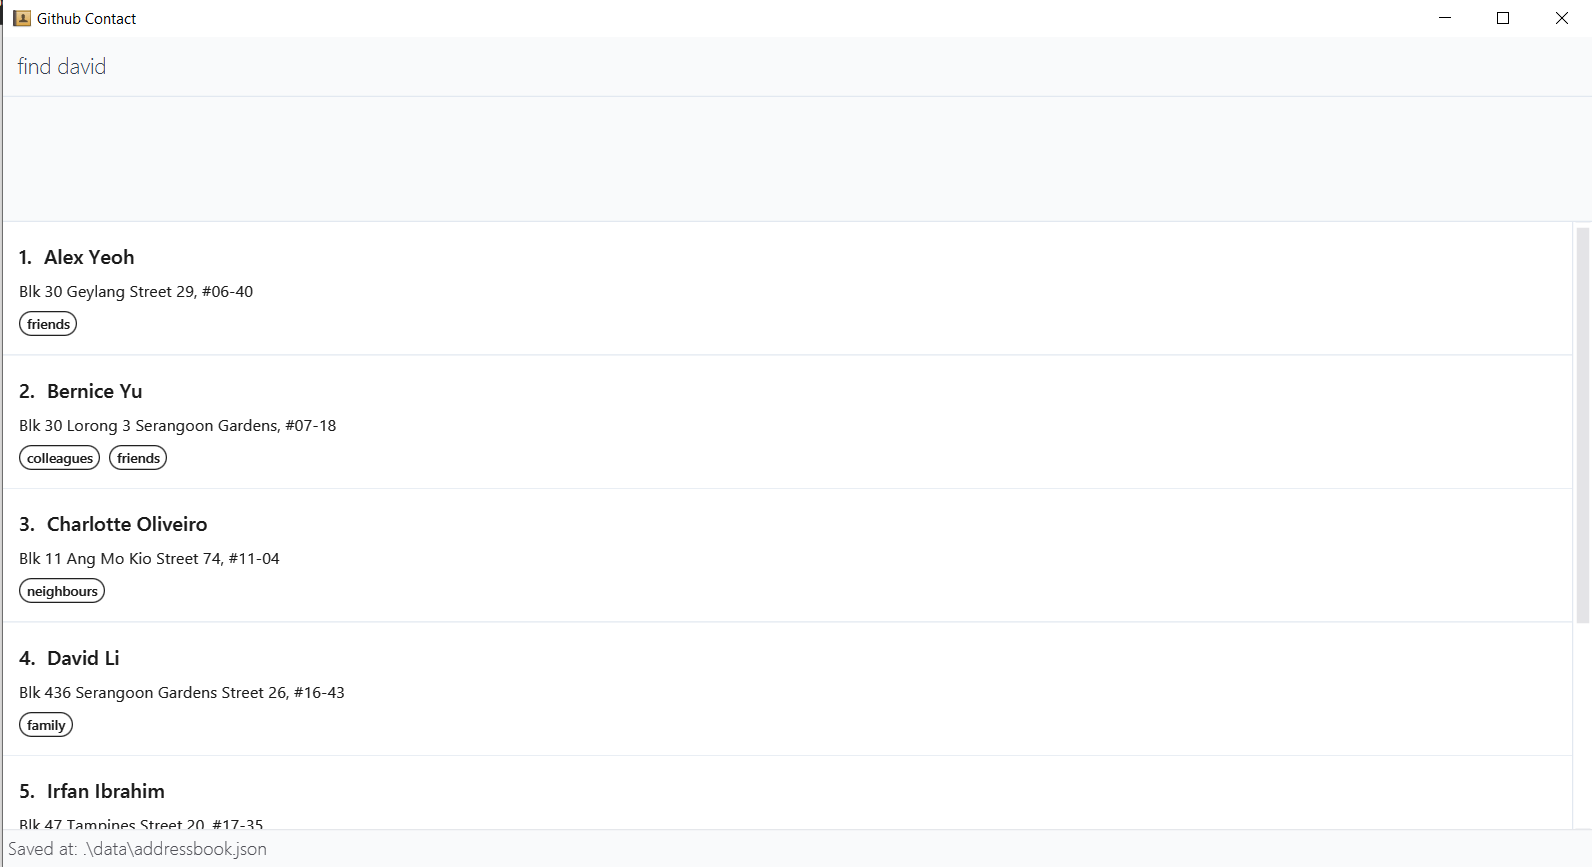 Github Contact
find david
1. Alex Yeoh
Blk 30 Geylang Street 29, #06-40
friends
2. Bernice Yu
Blk 30 Lorong 3 Serangoon Gardens, #07-18
colleagues friends
3. Charlotte Oliveiro
Blk 11 Ang Mo Kio Street 74, #11-04
neighbours
4. David Li
Blk 436 Serangoon Gardens Street 26, #16-43
family
5. Irfan Ibrahim
Blk 47 Tampines Street 20, #17-35
Saved at: .\data\addressbook.json